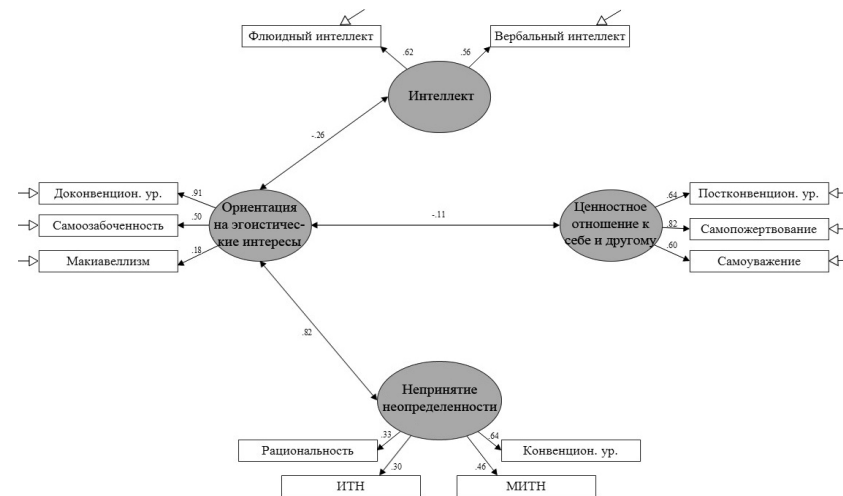 Флюидный интеллект
Вербальный интеллект
.62
.56
Интеллект
-.26
Доконвенцион. ур.
.91
Самоозабоченность
.50
Макиавеллизм
.18
Ориентация
на эгоистичес-
кие интересы
-.11
Ценностное
отношение к
себе и другому
.64
Постконвенцион. ур.
.82
Самопожертвование
.60
Самоуважение
.82
Непринятие
неопределенности
.33
Рациональность
.30
ИТН
.46
МИТН
.64
Конвенцион. ур.